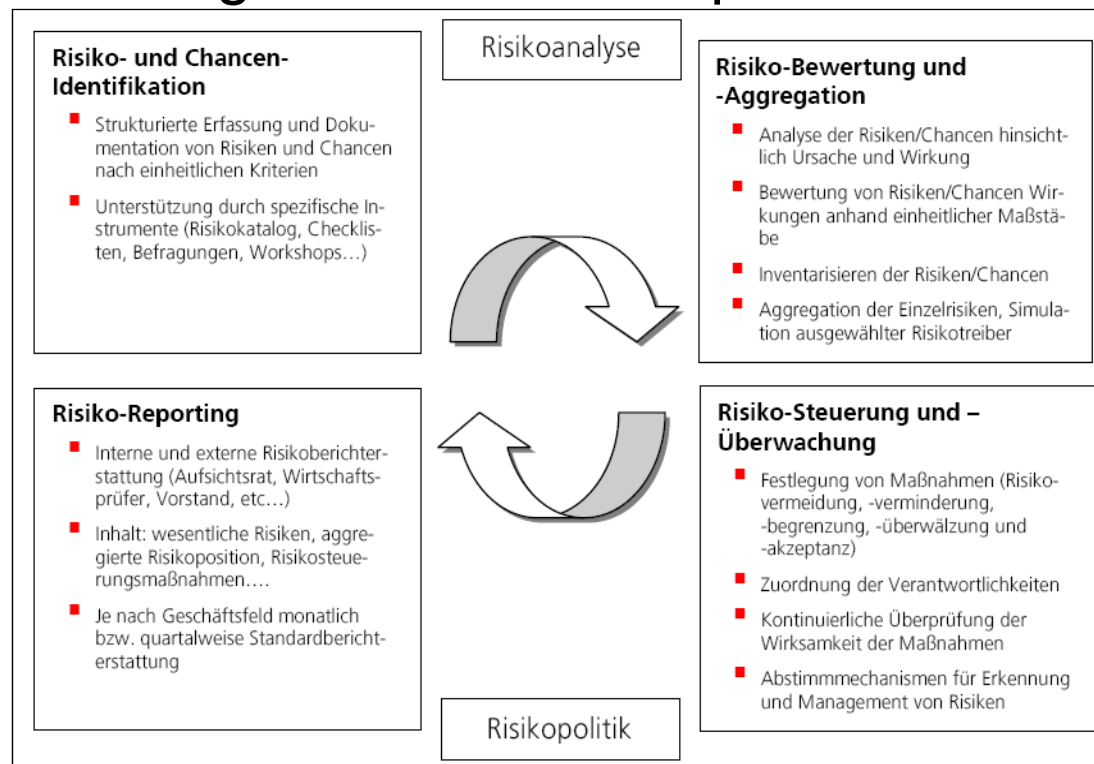 Risikoanalyse
Risiko- und Chancen-
Identifikation
Strukturierte Erfassung und Doku-
mentation von Risiken und Chancen
nach einheitlichen Kriterien
Unterstützung durch spezifische In-
strumente (Risikokatalog, Checklis-
ten, Befragungen, Workshops...)
Risiko-Bewertung und
-Aggregation
Analyse der Risiken/Chancen hinsicht-
lich Ursache und Wirkung
Bewertung von Risiken/Chancen Wir-
kungen anhand einheitlicher Maßstä-
be
Inventarisieren der Risiken/Chancen
Aggregation der Einzelrisiken, Simula-
tion ausgewählter Risikotreiber
Risiko-Reporting
Interne und externe Risikoberichter-
stattung (Aufsichtsrat, Wirtschafts-
prüfer, Vorstand, etc...)
Inhalt: wesentliche Risiken, aggre-
gierte Risikoposition, Risikosteue-
rungsmaßnahmen....
Je nach Geschäftsfeld monatlich
bzw. quartalweise Standardbericht-
erstattung
Risiko-Steuerung und –
Überwachung
Festlegung von Maßnahmen (Risiko-
vermeidung, -verminderung,
-begrenzung, -überwälzung und
-akzeptanz)
Zuordnung der Verantwortlichkeiten
Kontinuierliche Überprüfung der
Wirksamkeit der Maßnahmen
Abstimmmechanismen für Erkennung
und Management von Risiken
Risikopolitik